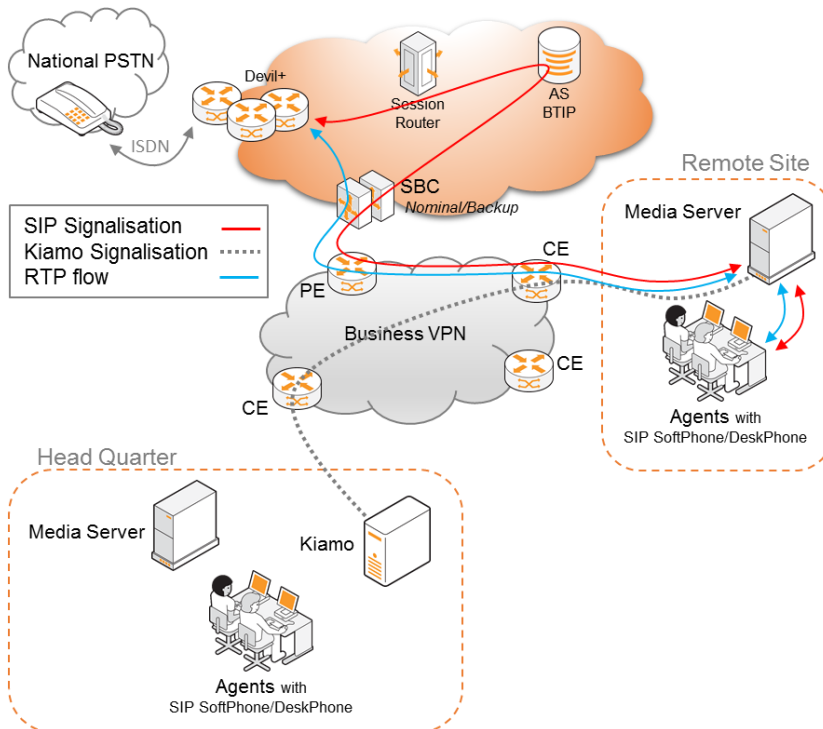 National PSTN
Devil+
ISDN
Session
Router
AS
BTIP
SBC
Nominal/Backup
Remote Site
Media Server
SIP Signalisation
Kiamo Signalisation
RTP flow
PE
CE
Business VPN
CE
CE
Agents with
SIP SoftPhone/DeskPhone
Head Quarter
Media Server
Kiamo
Agents with
SIP SoftPhone/DeskPhone